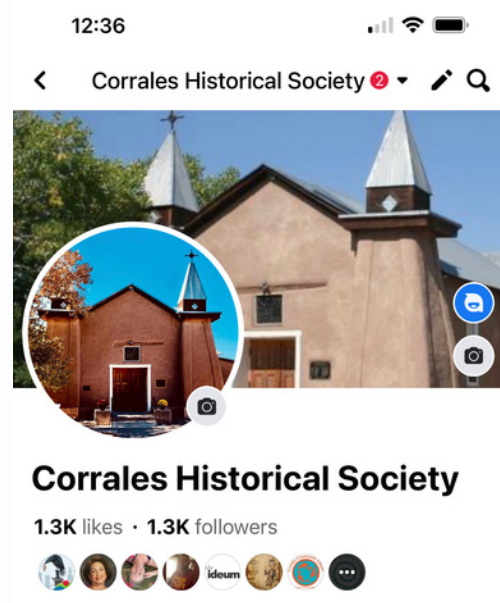 12:36
Corrales Historical Society 2
Corrales Historical Society
1.3K likes · 1.3K followers
ideum